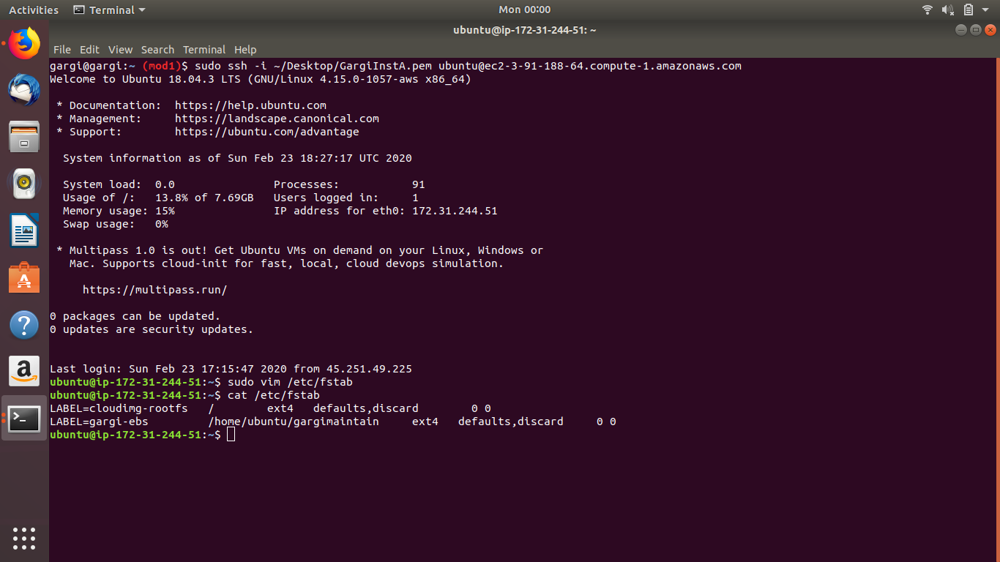 Activities Terminal Mon 00:00
ubuntu@ip-172-31-244-51: ~
File Edit View Search Terminal Help
gargi@gargi:~ (mod1)$ sudo ssh -i ~/Desktop/GargiInstA.pem ubuntu@ec2-3-91-188-64.compute-1.amazonaws.com
Welcome to Ubuntu 18.04.3 LTS (GNU/Linux 4.15.0-1057-aws x86_64)
* Documentation: https://help.ubuntu.com
* Management: https://landscape.canonical.com
* Support: https://ubuntu.com/advantage
System information as of Sun Feb 23 18:27:17 UTC 2020
System load: 0.0 Processes: 91
Usage of /: 13.8% of 7.69GB Users logged in: 1
Memory usage: 15% IP address for eth0: 172.31.244.51
Swap usage: 0%
* Multipass 1.0 is out! Get Ubuntu VMs on demand on your Linux, Windows or
Mac. Supports cloud-init for fast, local, cloud devops simulation.
https://multipass.run/
0 packages can be updated.
0 updates are security updates.
Last login: Sun Feb 23 17:15:47 2020 from 45.251.49.225
ubuntu@ip-172-31-244-51:~$ sudo vim /etc/fstab
ubuntu@ip-172-31-244-51:~$ cat /etc/fstab
LABEL=cloudimg-rootfs / ext4 defaults,discard 0 0
LABEL=gargi-ebs /home/ubuntu/gargimaintain ext4 defaults,discard 0 0
ubuntu@ip-172-31-244-51:~$